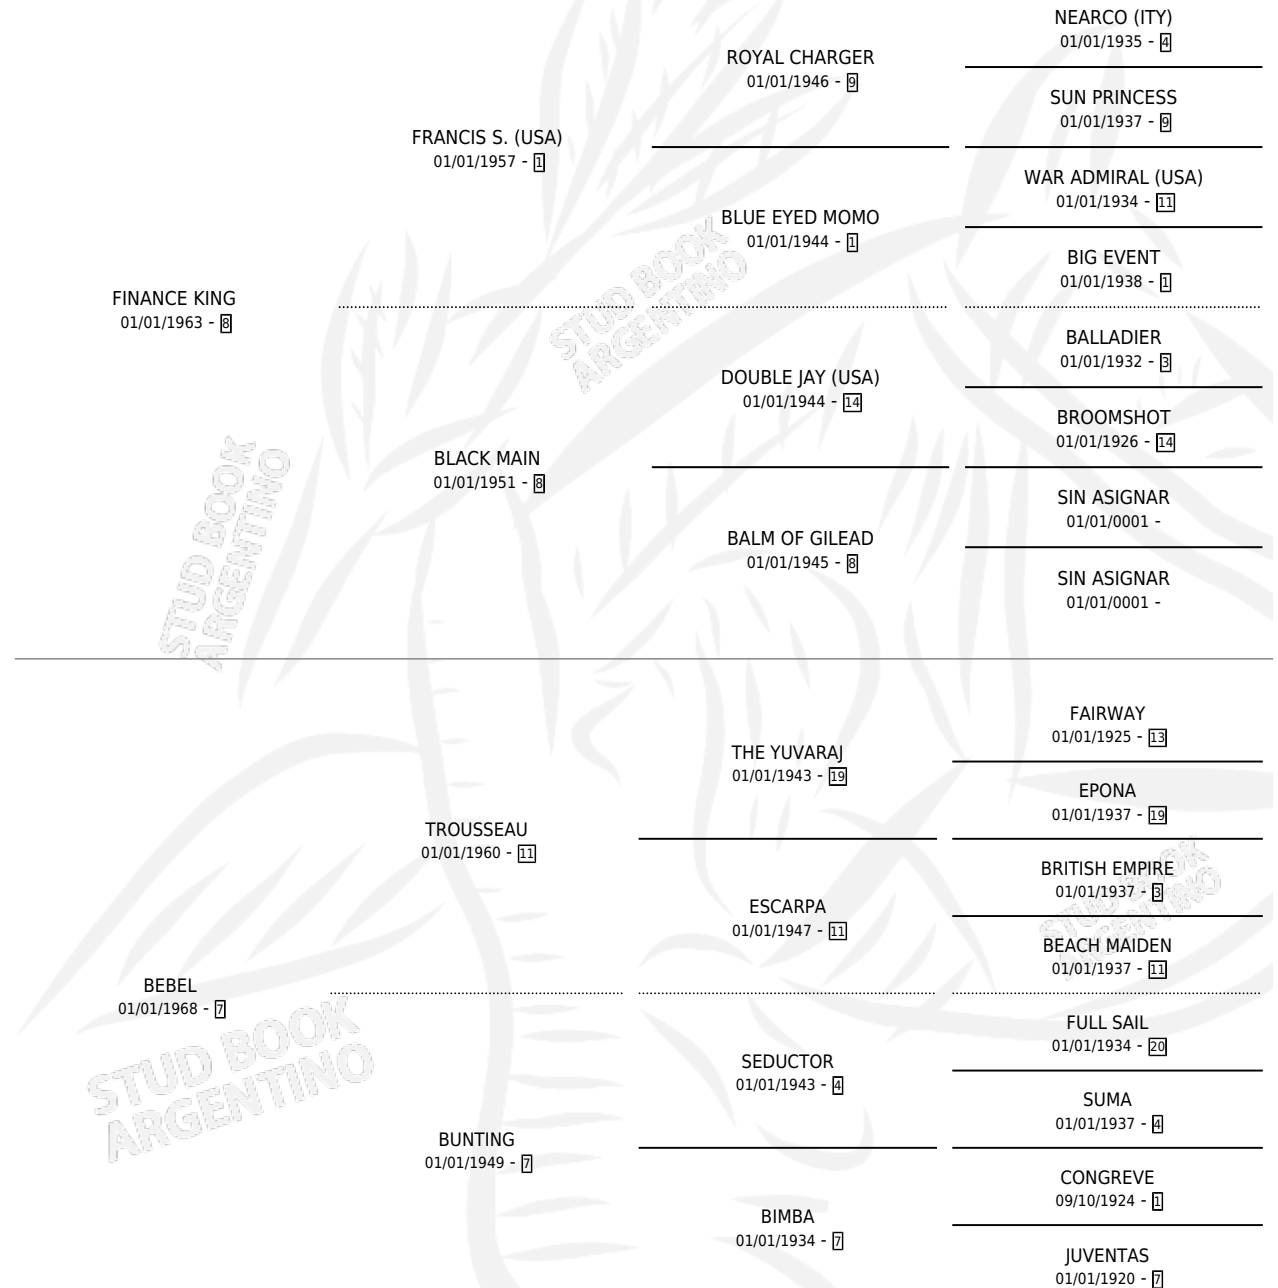 NEARCO (ITY)
01/01/1935 - 4
ROYAL CHARGER
01/01/1946 - 9
SUN PRINCESS
01/01/1937 - 9
FRANCIS S. (USA)
01/01/1957 - 1
WAR ADMIRAL (USA)
01/01/1934 - 11
BLUE EYED MOMO
01/01/1944 - 1
BIG EVENT
01/01/1938 - 1
FINANCE KING
01/01/1963 - 8
STUD BOOK
ARGENTINO
BALLADIER
01/01/1932 - 3
DOUBLE JAY (USA)
01/01/1944 - 14
BROOMSHOT
01/01/1926 - 14
BLACK MAIN
01/01/1951 - 8
SIN ASIGNAR
01/01/0001 -
BALM OF GILEAD
01/01/1945 - 8
SIN ASIGNAR
01/01/0001 -
STUD BOOK
ARGENTINO
FAIRWAY
01/01/1925 - 13
THE YUVARAJ
01/01/1943 - 19
EPONA
01/01/1937 - 19
TROUSSEAU
01/01/1960 - 11
BRITISH EMPIRE
01/01/1937 - 3
ESCARPA
01/01/1947 - 11
BEACH MAIDEN
01/01/1937 - 11
STUD BOOK
ARGENTINO
BEBEL
01/01/1968 - 7
FULL SAIL
01/01/1934 - 20
SEDUCTOR
01/01/1943 - 4
SUMA
01/01/1937 - 4
STUD BOOK
ARGENTINO
BUNTING
01/01/1949 - 7
CONGREVE
09/10/1924 - 1
BIMBA
01/01/1934 - 7
JUVENTAS
01/01/1920 - 7